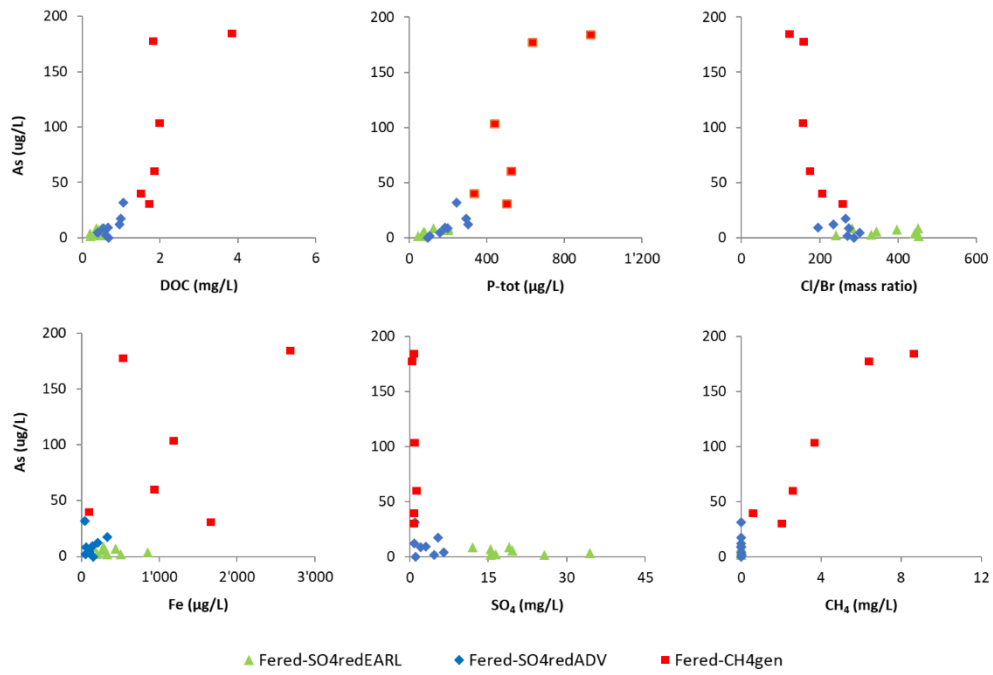 200
150
100
50
0
As (ug/L)
0 2 4 6
DOC (mg/L)
200
150
100
50
0
0 400 800 1'200
P-tot (μg/L)
200
150
100
50
0
0 200 400 600
Cl/Br (mass ratio)
200
150
100
50
0
As (ug/L)
0 1'000 2'000 3'000
Fe (μg/L)
200
150
100
50
0
0 15 30 45
SO₄ (mg/L)
200
150
100
50
0
0 4 8 12
CH₄ (mg/L)
Fered-SO4redEARL Fered-SO4redADV Fered-CH4gen